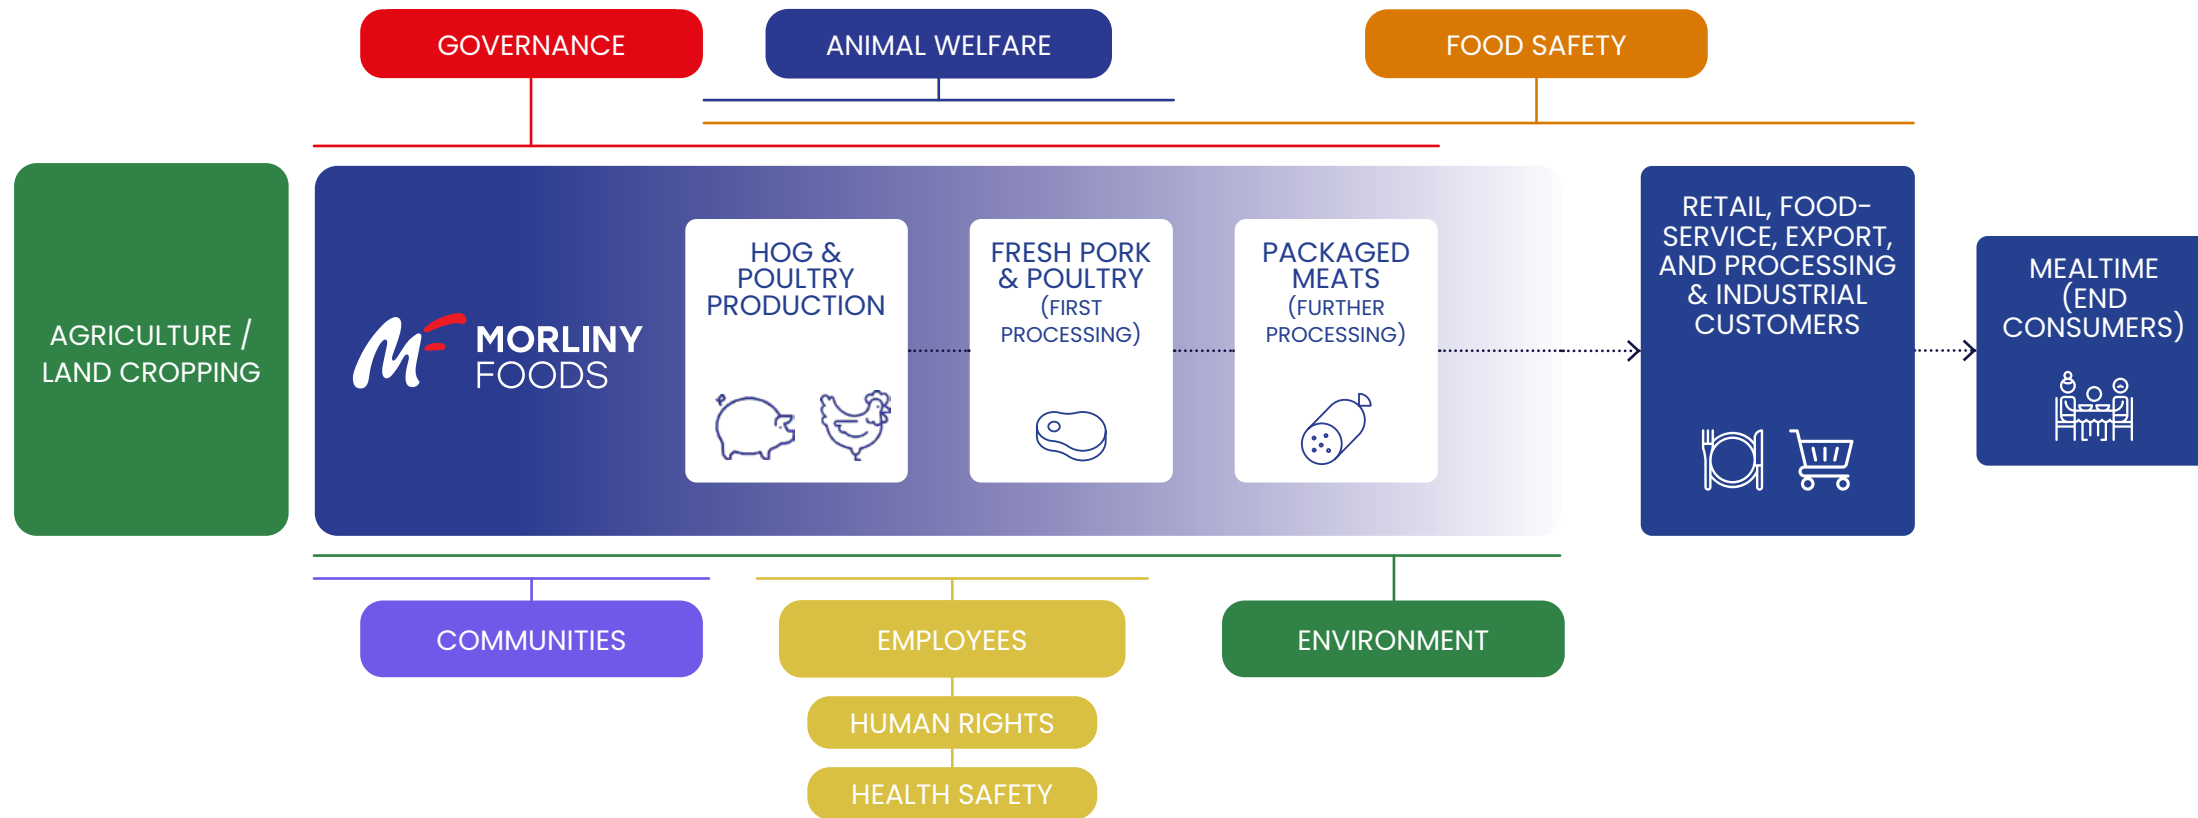 GOVERNANCE
ANIMAL WELFARE
FOOD SAFETY
AGRICULTURE /
LAND CROPPING
MORLINY
FOODS
HOG &
POULTRY
PRODUCTION
FRESH PORK
& POULTRY
(FIRST
PROCESSING)
PACKAGED
MEATS
(FURTHER
PROCESSING)
RETAIL, FOOD-
SERVICE, EXPORT,
AND PROCESSING
& INDUSTRIAL
CUSTOMERS
MEALTIME
(END
CONSUMERS)
COMMUNITIES
EMPLOYEES
ENVIRONMENT
HUMAN RIGHTS
HEALTH SAFETY